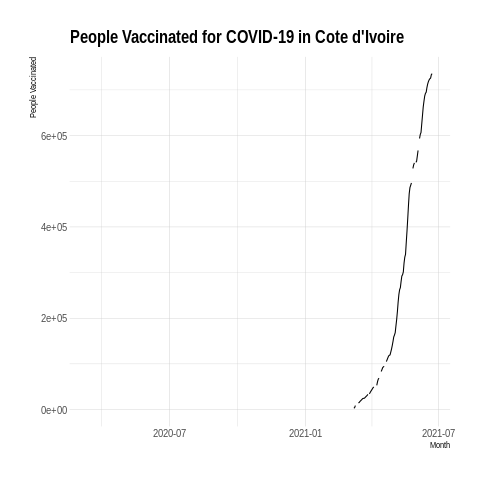 People Vaccinated for COVID-19 in Cote d'Ivoire
People Vaccinated
6e+05
4e+05
2e+05
0e+00
2020-07 2021-01 2021-07
Month